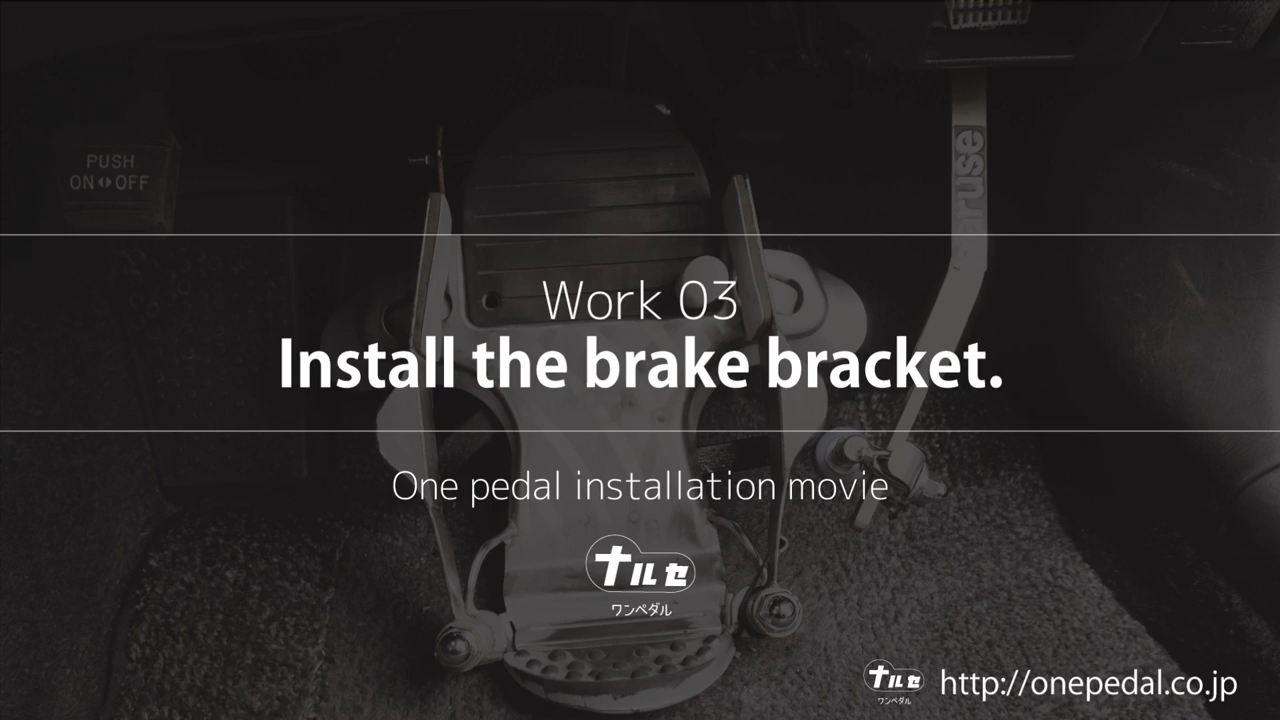 PUSH
ON OFF
aruse
Work 03
Install the brake bracket.
One pedal installation movie
ナルセ
ワンペダル
ナルセ
ワンペダル
http://onepedal.co.jp